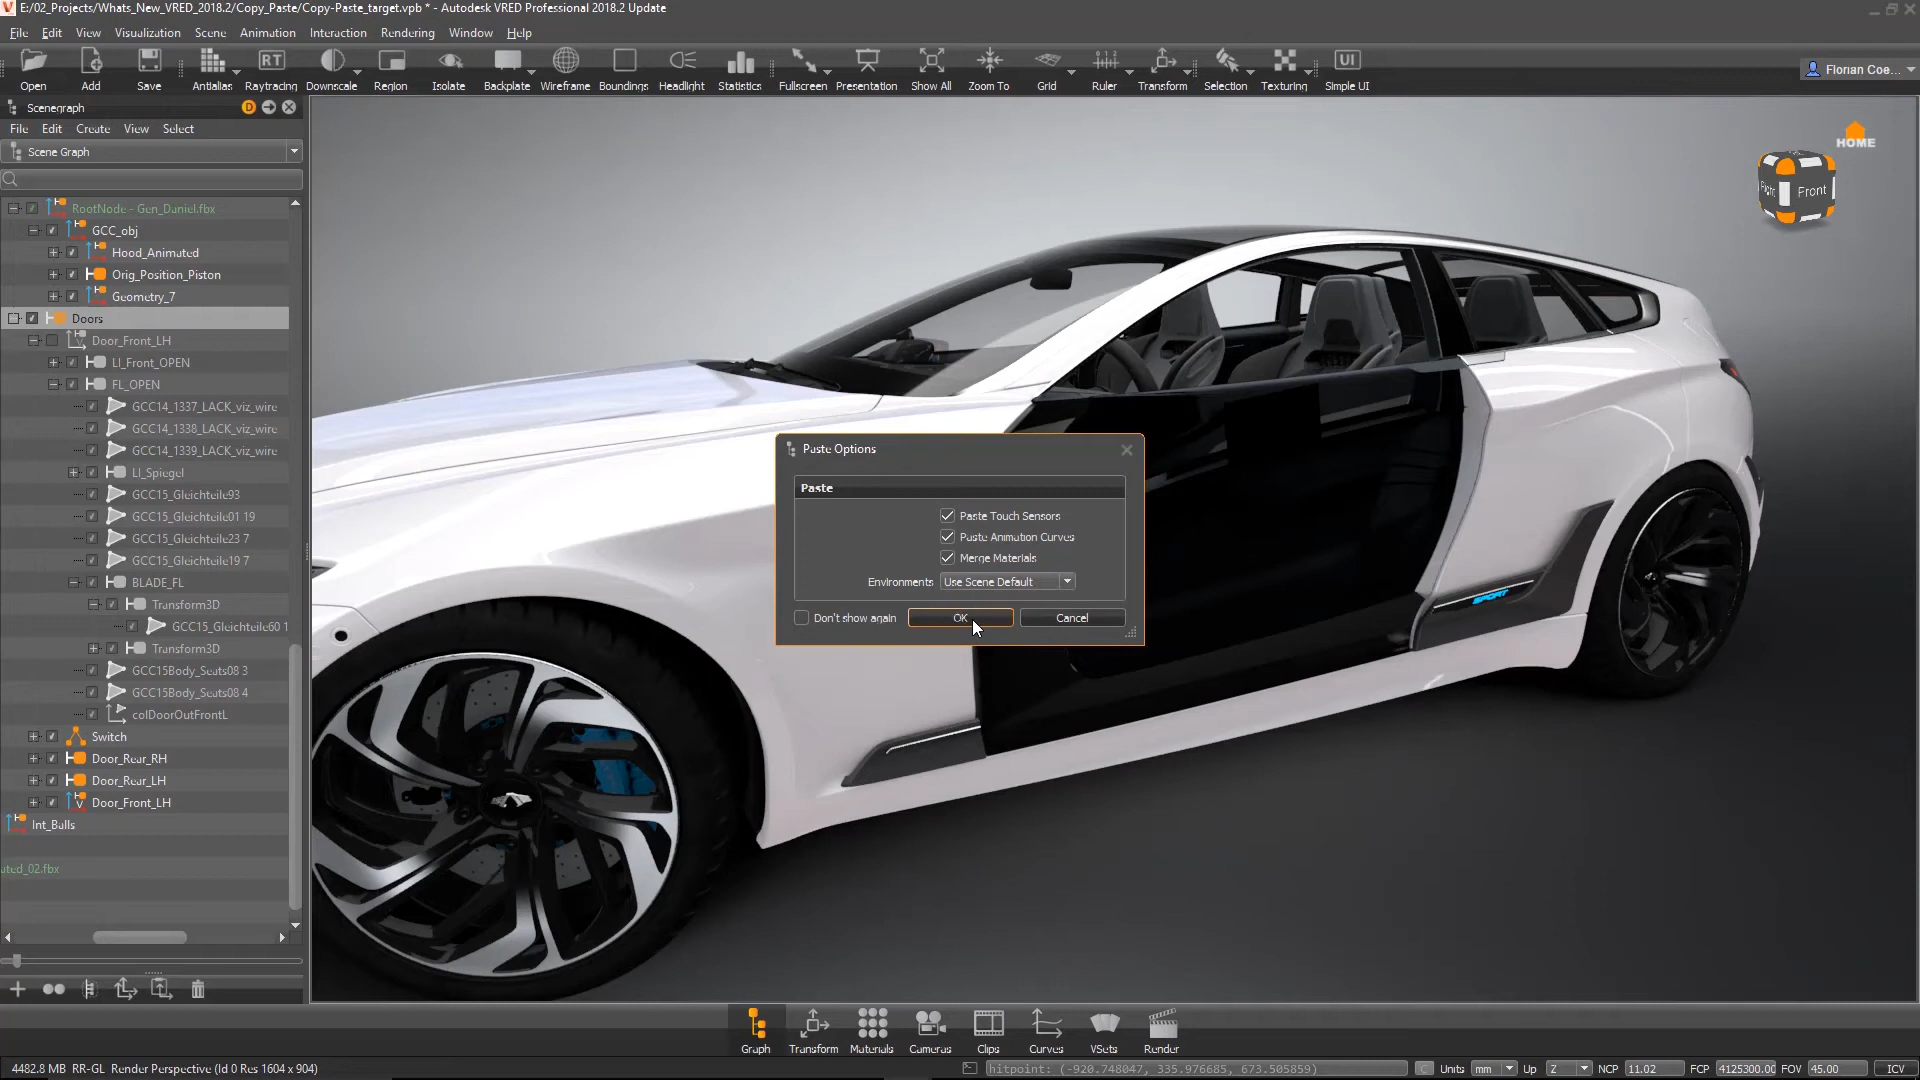 E:/02_Projects/Whats_New_VRED_2018.2/Copy_Paste/Copy-Paste_target.vpb * - Autodesk VRED Professional 2018.2 Update
File Edit View Visualization Scene Animation Interaction Rendering Window Help
RT UI
Open Add Save Antialias Raytracing Downscale Region Isolate Backplate Wireframe Boundings Headlight Statistics Fullscreen Presentation Show All Zoom To Grid Ruler Transform Selection Texturing Simple UI
Florian Coe...
Scenegraph D
File Edit Create View Select
Scene Graph
RootNode - Gen_Daniel.fbx
GCC_obj
Hood_Animated
Orig_Position_Piston
Geometry_7
Doors
Door_Front_LH
LI_Front_OPEN
FL_OPEN
GCC14_1337_LACK_viz_wire
GCC14_1338_LACK_viz_wire
GCC14_1339_LACK_viz_wire
LI_Spiegel
GCC15_Gleichteile93
GCC15_Gleichteile01 19
GCC15_Gleichteile23 7
GCC15_Gleichteile19 7
BLADE_FL
Transform3D
GCC15_Gleichteile60 1
Transform3D
GCC15Body_Seats08 3
GCC15Body_Seats08 4
colDoorOutFrontL
Switch
Door_Rear_RH
Door_Rear_LH
Door_Front_LH
Int_Balls
uted_02.fbx
HOME
Right Front
SPORT
Paste Options
Paste
Paste Touch Sensors
Paste Animation Curves
Merge Materials
Environments Use Scene Default
Don't show again OK Cancel
Graph Transform Materials Cameras Clips Curves VSets Render
4482.8 MB RR-GL Render Perspective (Id 0 Res 1604 x 904) hitpoint: (-920.748047, 335.976685, 673.505859) C Units mm Up Z NCP 11.02 FCP 4125300.00 FOV 45.00 ICV